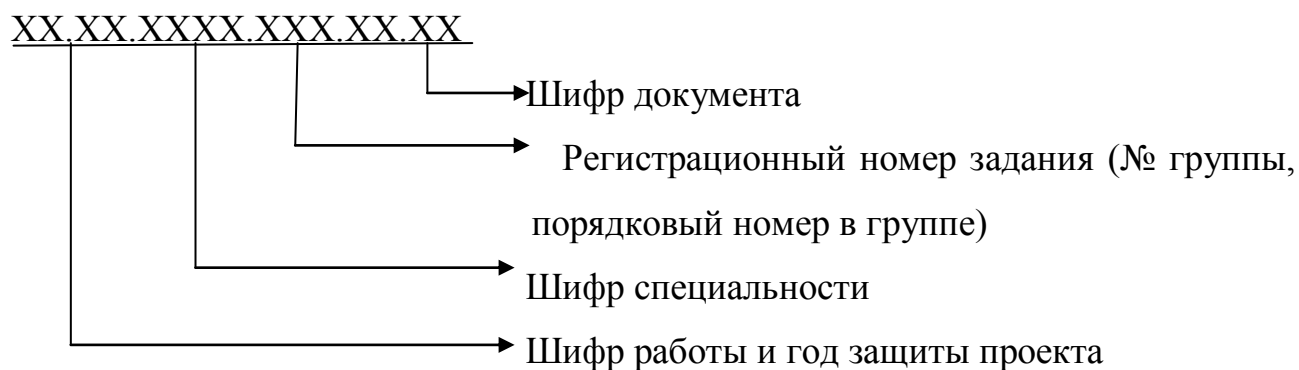 XX.XX.XXXX.XXX.XX.XX
Шифр документа
Регистрационный номер задания (№ группы,
порядковый номер в группе)
Шифр специальности
Шифр работы и год защиты проекта